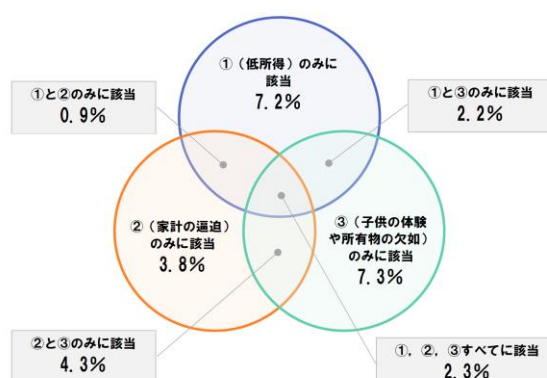 ①（低所得）のみに
該当
7.2%
①と②のみに該当
0.9%
①と③のみに該当
2.2%
②（家計の逼迫）
のみに該当
3.8%
③（子供の体験
や所有物の欠如）
のみに該当
7.3%
②と③のみに該当
4.3%
①，②，③すべてに該当
2.3%